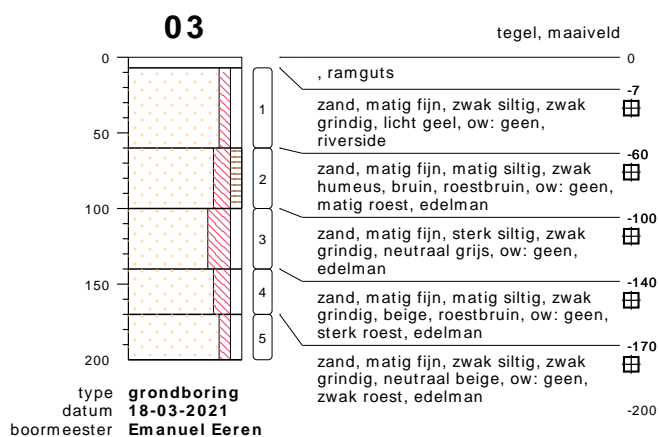 03
tegel, maaiveld
0
0
, ramguts
-7
zand, matig fijn, zwak siltig, zwak
grindig, licht geel, ow: geen,
riverside
1
50
-60
zand, matig fijn, matig siltig, zwak
humeus, bruin, roestbruin, ow: geen,
matig roest, edelman
2
100
-100
zand, matig fijn, sterk siltig, zwak
grindig, neutraal grijs, ow: geen,
edelman
3
-140
zand, matig fijn, matig siltig, zwak
grindig, beige, roestbruin, ow: geen,
sterk roest, edelman
150
4
-170
zand, matig fijn, zwak siltig, zwak
grindig, neutraal beige, ow: geen,
zwak roest, edelman
5
200
-200
type grondboring
datum 18-03-2021
boormeester Emanuel Eeren